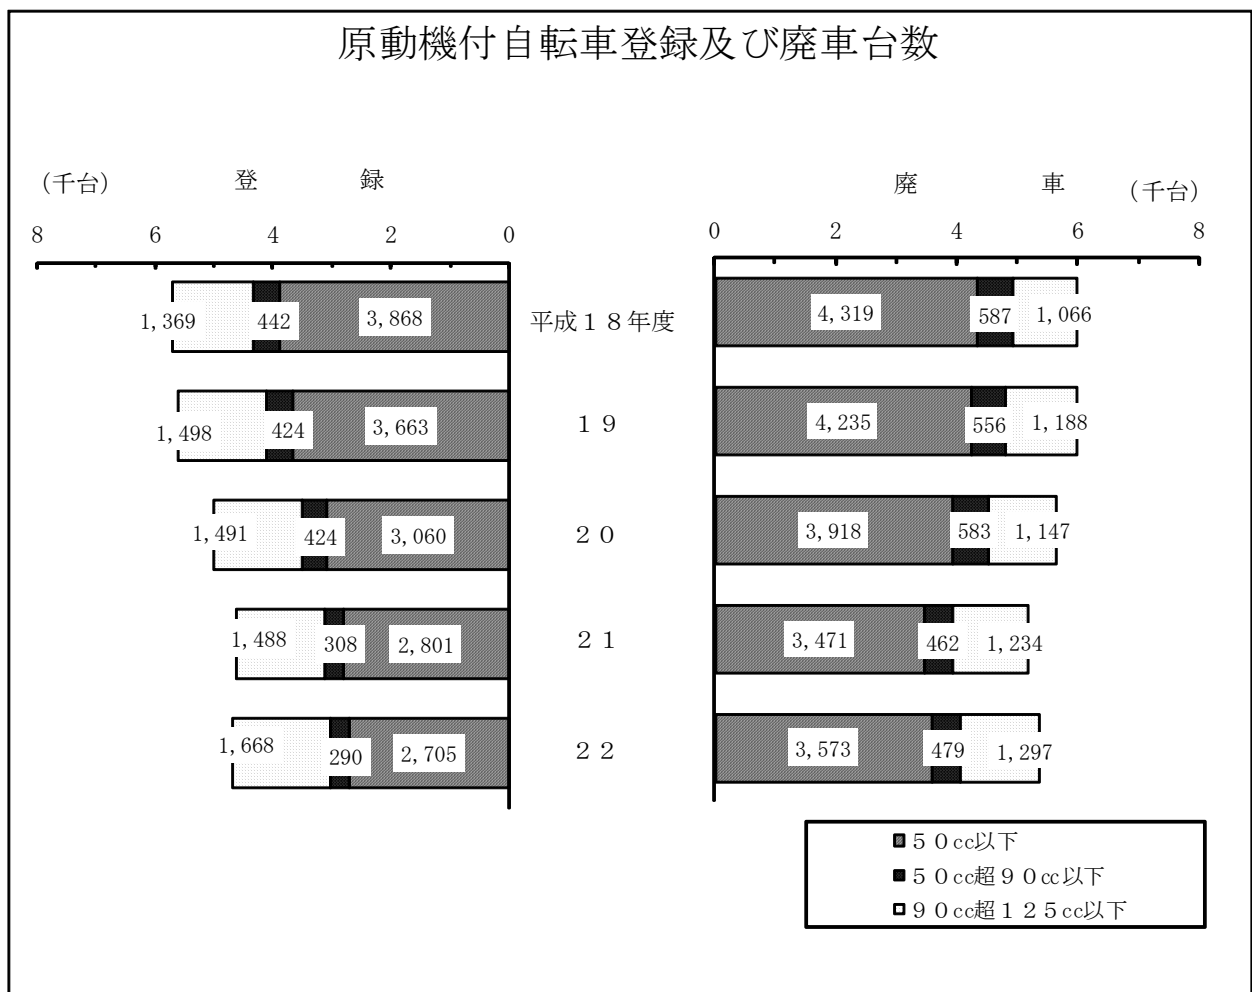 原動機付自転車登録及び廃車台数
(千台) 登 録 廃 車 (千台)
8 6 4 2 0 0 2 4 6 8
1,369 442 3,868 平成１８年度 4,319 587 1,066
1,498 424 3,663 １９ 4,235 556 1,188
1,491 424 3,060 ２０ 3,918 583 1,147
1,488 308 2,801 ２１ 3,471 462 1,234
1,668 290 2,705 ２２ 3,573 479 1,297
５０cc以下
５０cc超９０cc以下
９０cc超１２５cc以下